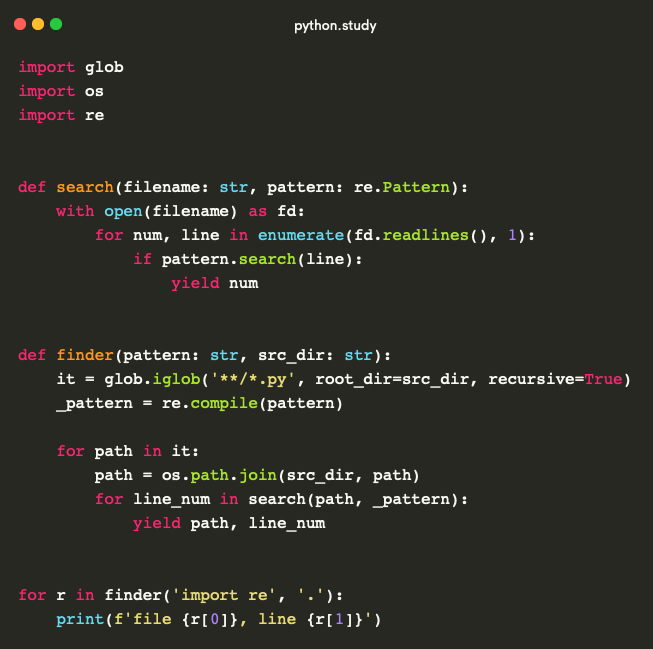 python.study
import glob
import os
import re
def search(filename: str, pattern: re.Pattern):
    with open(filename) as fd:
        for num, line in enumerate(fd.readlines(), 1):
            if pattern.search(line):
                yield num
def finder(pattern: str, src_dir: str):
    it = glob.iglob('**/*.py', root_dir=src_dir, recursive=True)
    _pattern = re.compile(pattern)
    for path in it:
        path = os.path.join(src_dir, path)
        for line_num in search(path, _pattern):
            yield path, line_num
for r in finder('import re', '.'):
    print(f'file {r[0]}, line {r[1]}')